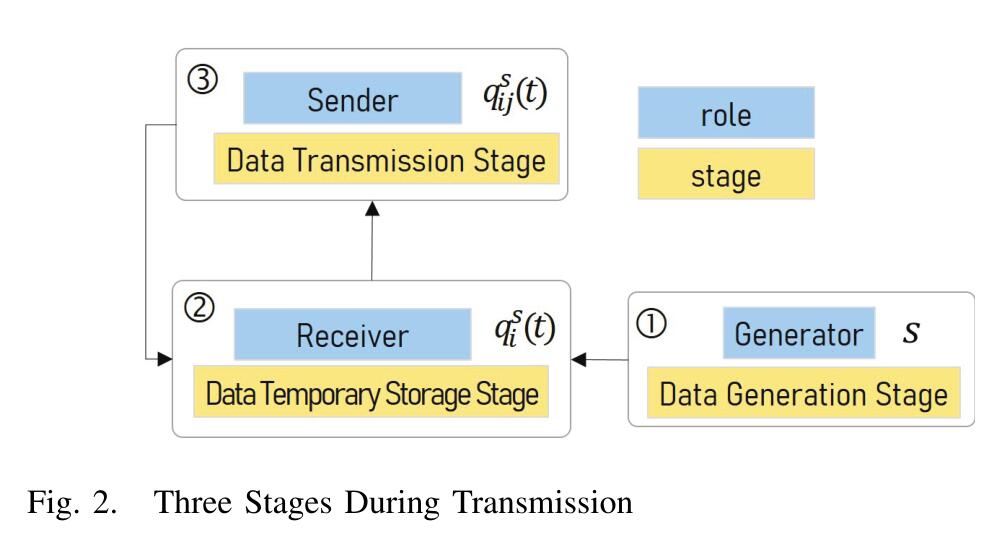 ③ Sender q_{ij}^{s}(t)
Data Transmission Stage
role
stage
② Receiver q_{i}^{s}(t)
Data Temporary Storage Stage
① Generator s
Data Generation Stage
Fig. 2. Three Stages During Transmission